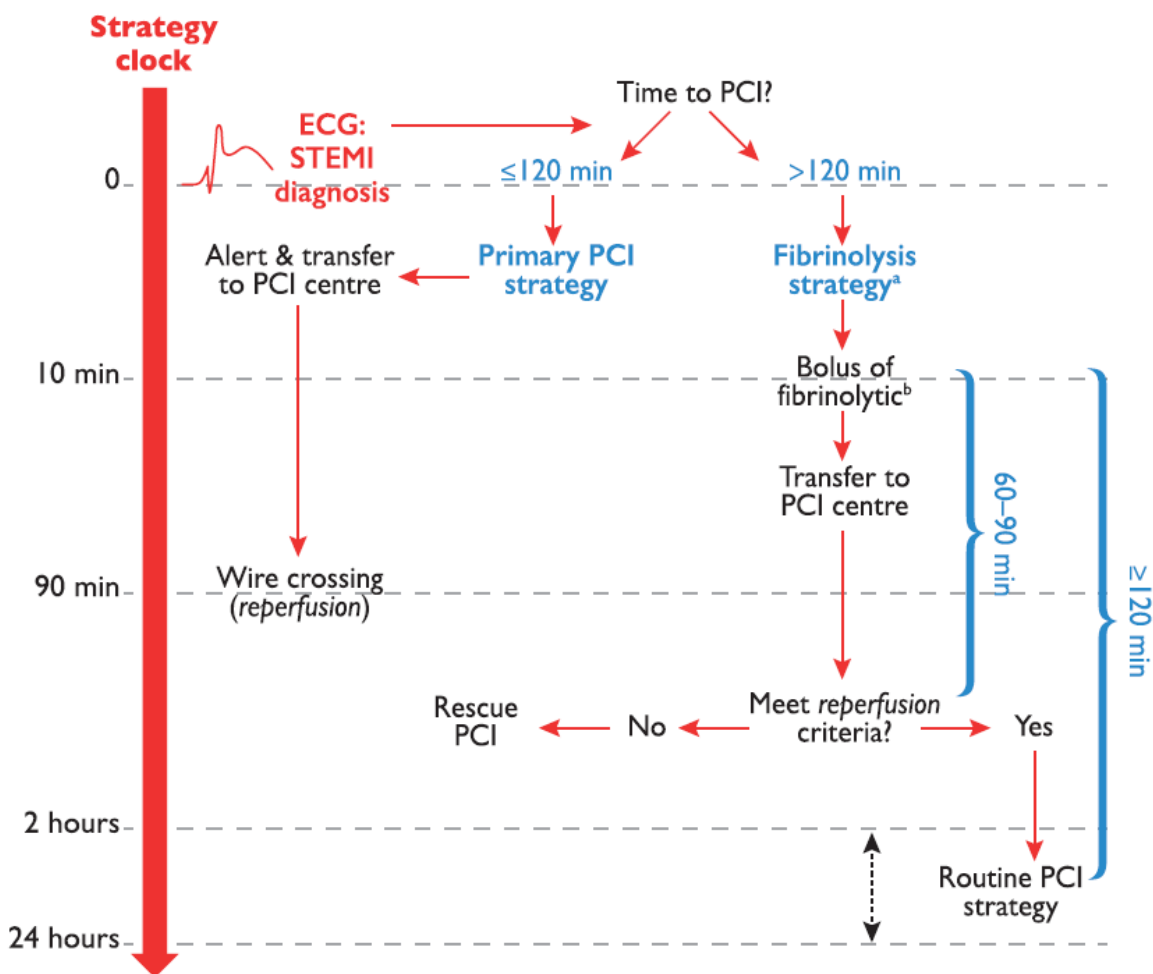 Strategy
clock
Time to PCI?
ECG:
STEMI
diagnosis
≤120 min
>120 min
0
Alert & transfer
to PCI centre
Primary PCI
strategy
Fibrinolysis
strategyᵃ
10 min
Bolus of
fibrinolyticᵇ
Transfer to
PCI centre
60–90 min
≥120 min
90 min
Wire crossing
(reperfusion)
Rescue
PCI
No
Meet reperfusion
criteria?
Yes
2 hours
Routine PCI
strategy
24 hours